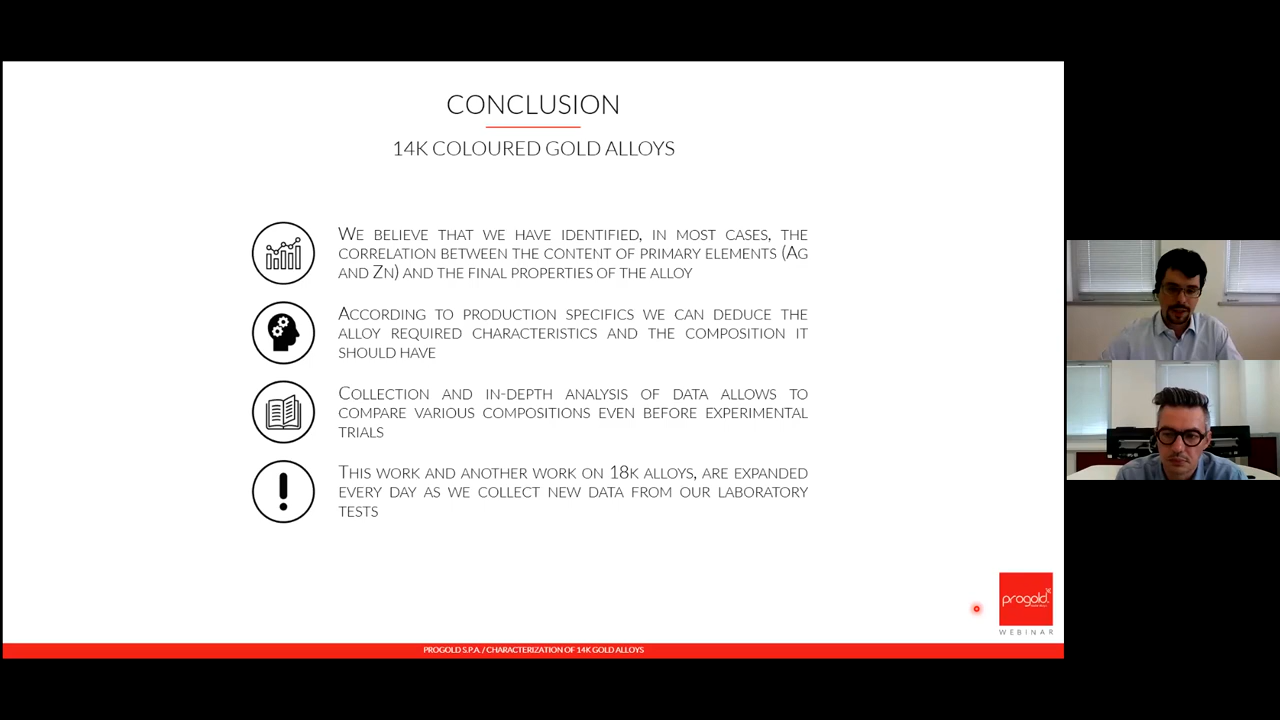 CONCLUSION
14K COLOURED GOLD ALLOYS
WE BELIEVE THAT WE HAVE IDENTIFIED, IN MOST CASES, THE
CORRELATION BETWEEN THE CONTENT OF PRIMARY ELEMENTS (AG
AND ZN) AND THE FINAL PROPERTIES OF THE ALLOY
ACCORDING TO PRODUCTION SPECIFICS WE CAN DEDUCE THE
ALLOY REQUIRED CHARACTERISTICS AND THE COMPOSITION IT
SHOULD HAVE
COLLECTION AND IN-DEPTH ANALYSIS OF DATA ALLOWS TO
COMPARE VARIOUS COMPOSITIONS EVEN BEFORE EXPERIMENTAL
TRIALS
THIS WORK AND ANOTHER WORK ON 18K ALLOYS, ARE EXPANDED
EVERY DAY AS WE COLLECT NEW DATA FROM OUR LABORATORY
TESTS
progold
WEBINAR
PROGOLD S.P.A. / CHARACTERIZATION OF 14K GOLD ALLOYS